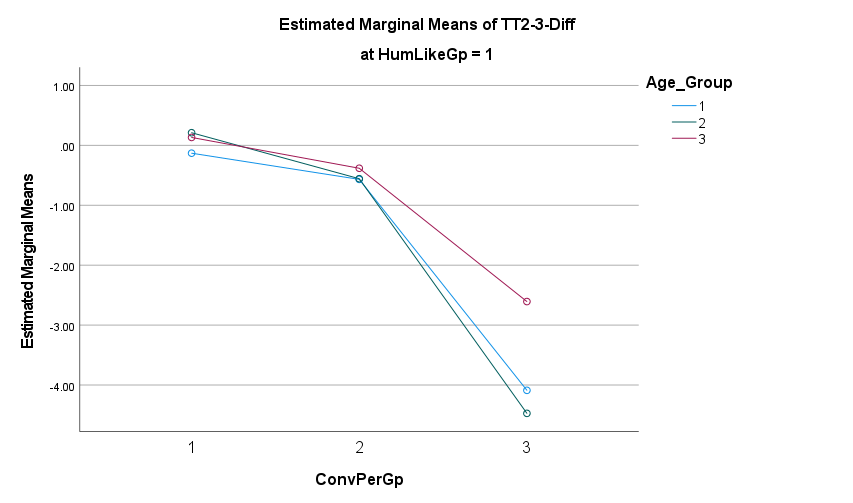 Estimated Marginal Means of TT2-3-Diff
at HumLikeGp = 1
Age_Group
1
2
3
Estimated Marginal Means
1.00
.00
-1.00
-2.00
-3.00
-4.00
1
2
3
ConvPerGp